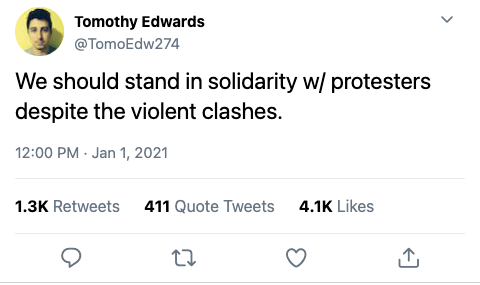 Tomothy Edwards
@TomoEdw274
We should stand in solidarity w/ protesters
despite the violent clashes.
12:00 PM · Jan 1, 2021
1.3K Retweets 411 Quote Tweets 4.1K Likes